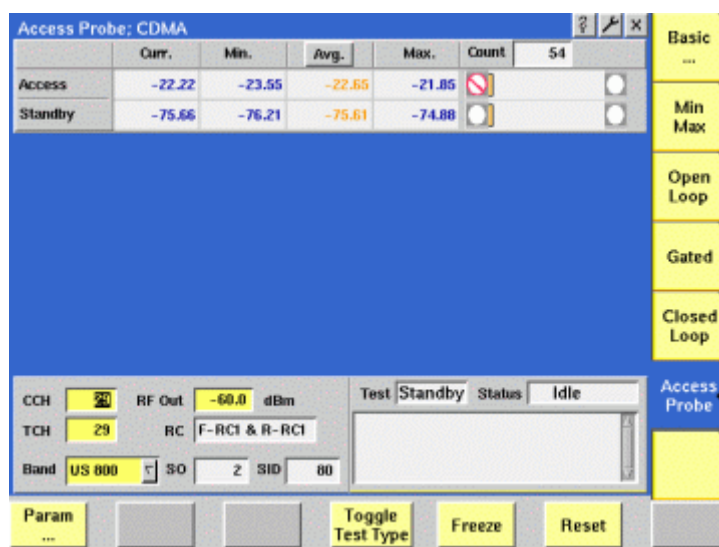 Access Probe: CDMA ? ×
Curr. Min. Avg. Max. Count 54
Access -22.22 -23.55 -22.65 -21.85
Standby -75.66 -76.21 -75.61 -74.88
Basic
...
Min
Max
Open
Loop
Gated
Closed
Loop
Access
Probe
CCH 29 RF Out -60.0 dBm Test Standby Status Idle
TCH 29 RC F-RC1 & R-RC1
Band US 800 SO 2 SID 80
Param
...
Toggle
Test Type
Freeze
Reset